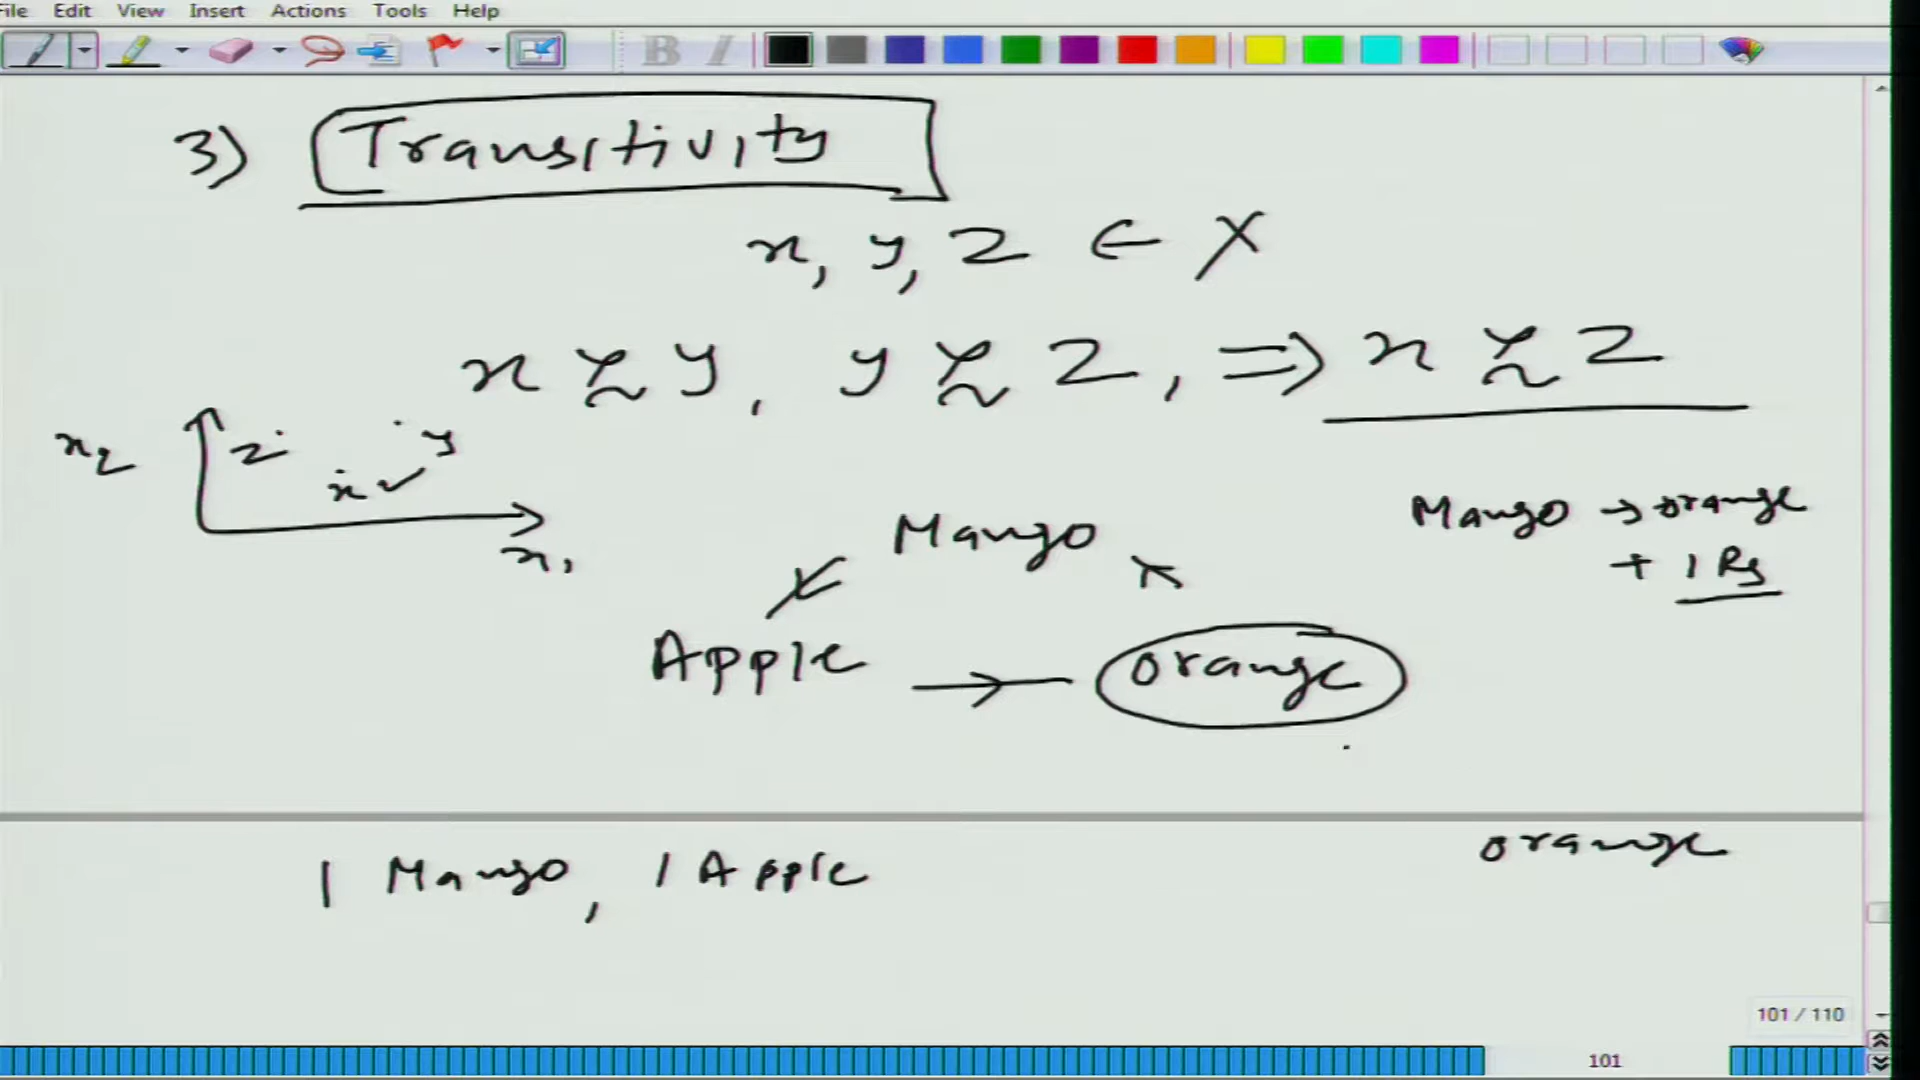 File Edit View Insert Actions Tools Help
B I
3) Transitivity
x, y, z ∈ X
x ≿ y, y ≿ z, ⇒ x ≿ z
x2 z x y
x1
Mango → orange
+ 1 Rs
Mango
Apple → orange
1 Mango, 1 Apple
orange
101 / 110
101